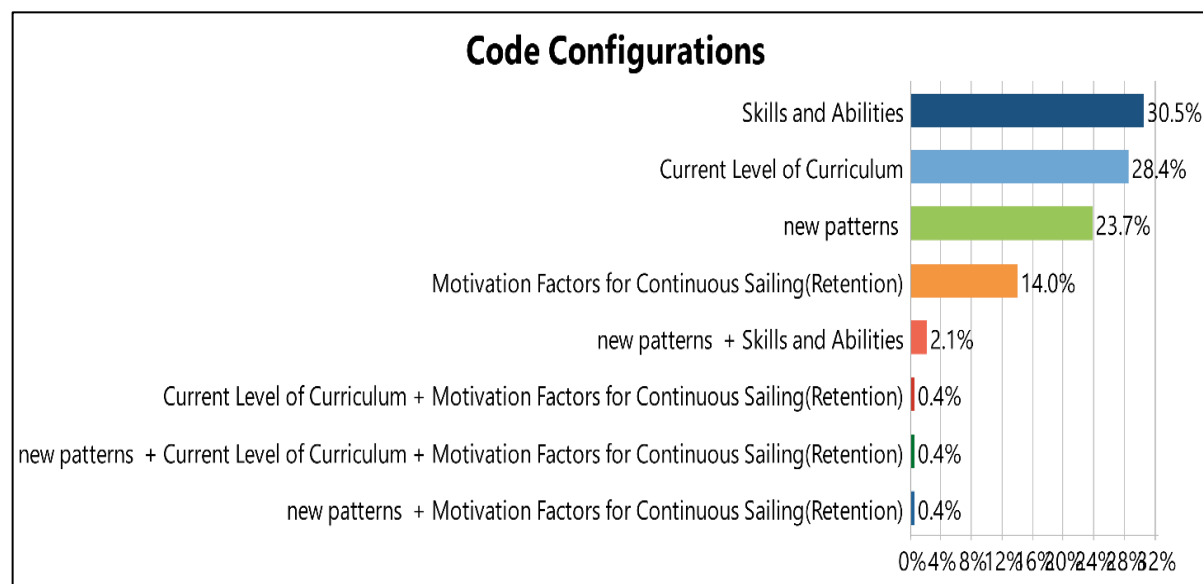 Code Configurations
Skills and Abilities 30.5%
Current Level of Curriculum 28.4%
new patterns 23.7%
Motivation Factors for Continuous Sailing(Retention) 14.0%
new patterns + Skills and Abilities 2.1%
Current Level of Curriculum + Motivation Factors for Continuous Sailing(Retention) 0.4%
new patterns + Current Level of Curriculum + Motivation Factors for Continuous Sailing(Retention) 0.4%
new patterns + Motivation Factors for Continuous Sailing(Retention) 0.4%
0% 4% 8% 12% 16% 20% 24% 28% 32%